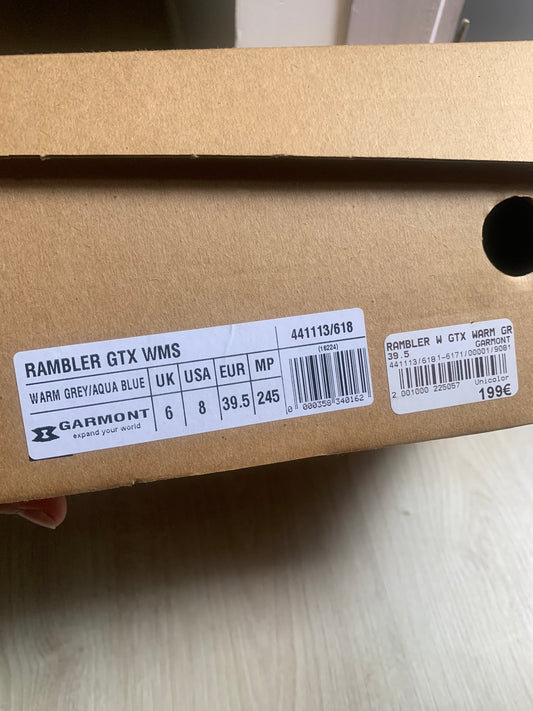 RAMBLER GTX WMS
WARM GREY/AQUA BLUE
UK
USA
EUR
MP
6
8
39.5
245
GARMONT
expand your world
441113/618
(16224)
0 000358 340162
RAMBLER W GTX WARM GR
39.5
GARMONT
441113/6181-6171/00001/9081
2 001000 225057
Unicolor
199€